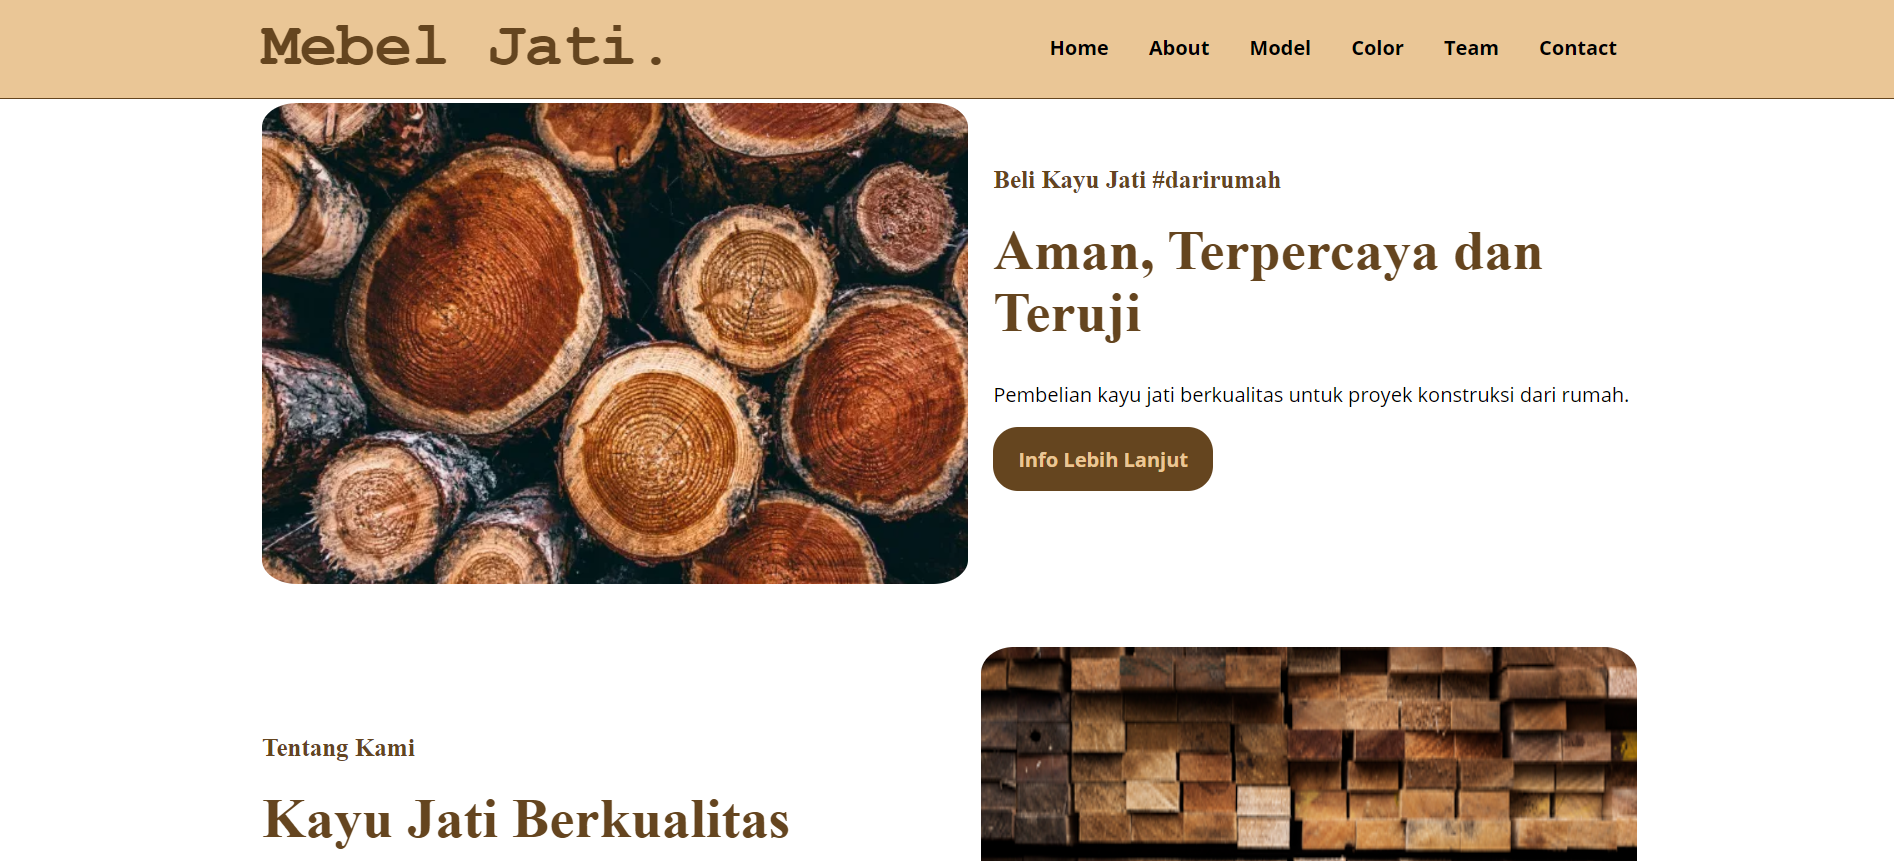 Mebel Jati.
Home About Model Color Team Contact
Beli Kayu Jati #darirumah
Aman, Terpercaya dan
Teruji
Pembelian kayu jati berkualitas untuk proyek konstruksi dari rumah.
Info Lebih Lanjut
Tentang Kami
Kayu Jati Berkualitas